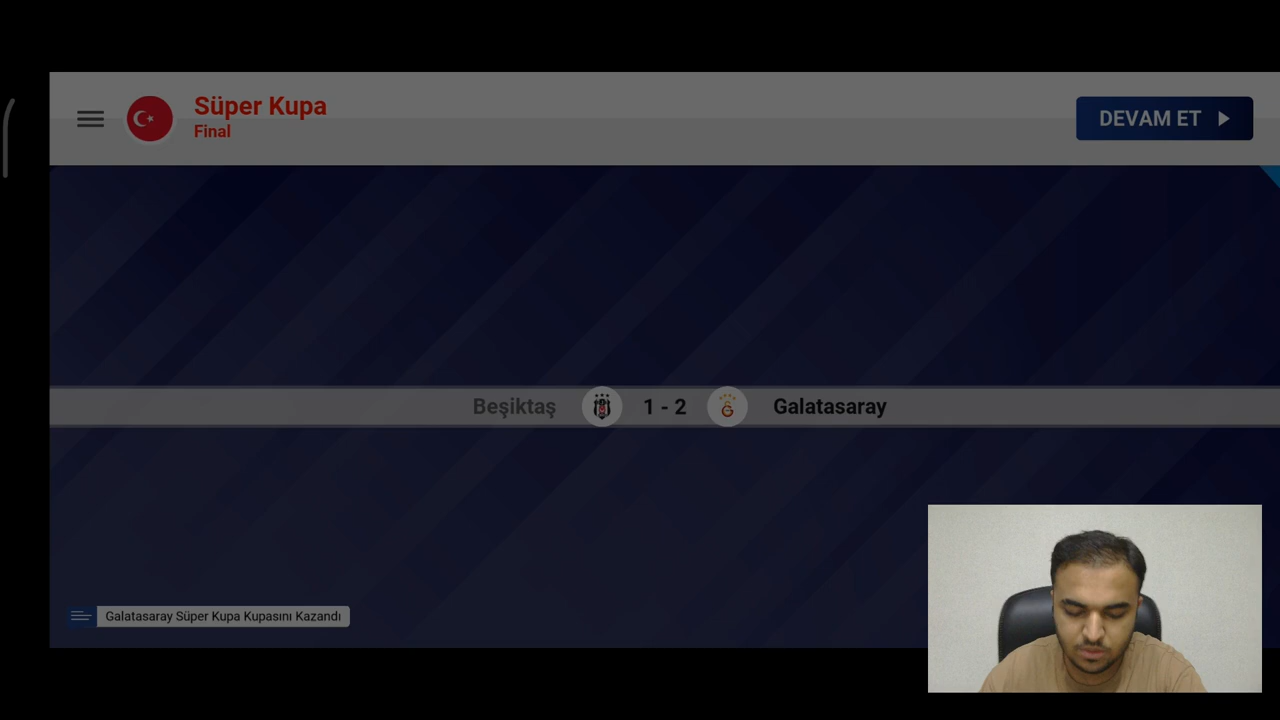 Süper Kupa
Final
DEVAM ET
Beşiktaş 1 - 2 Galatasaray
Galatasaray Süper Kupa Kupasını Kazandı